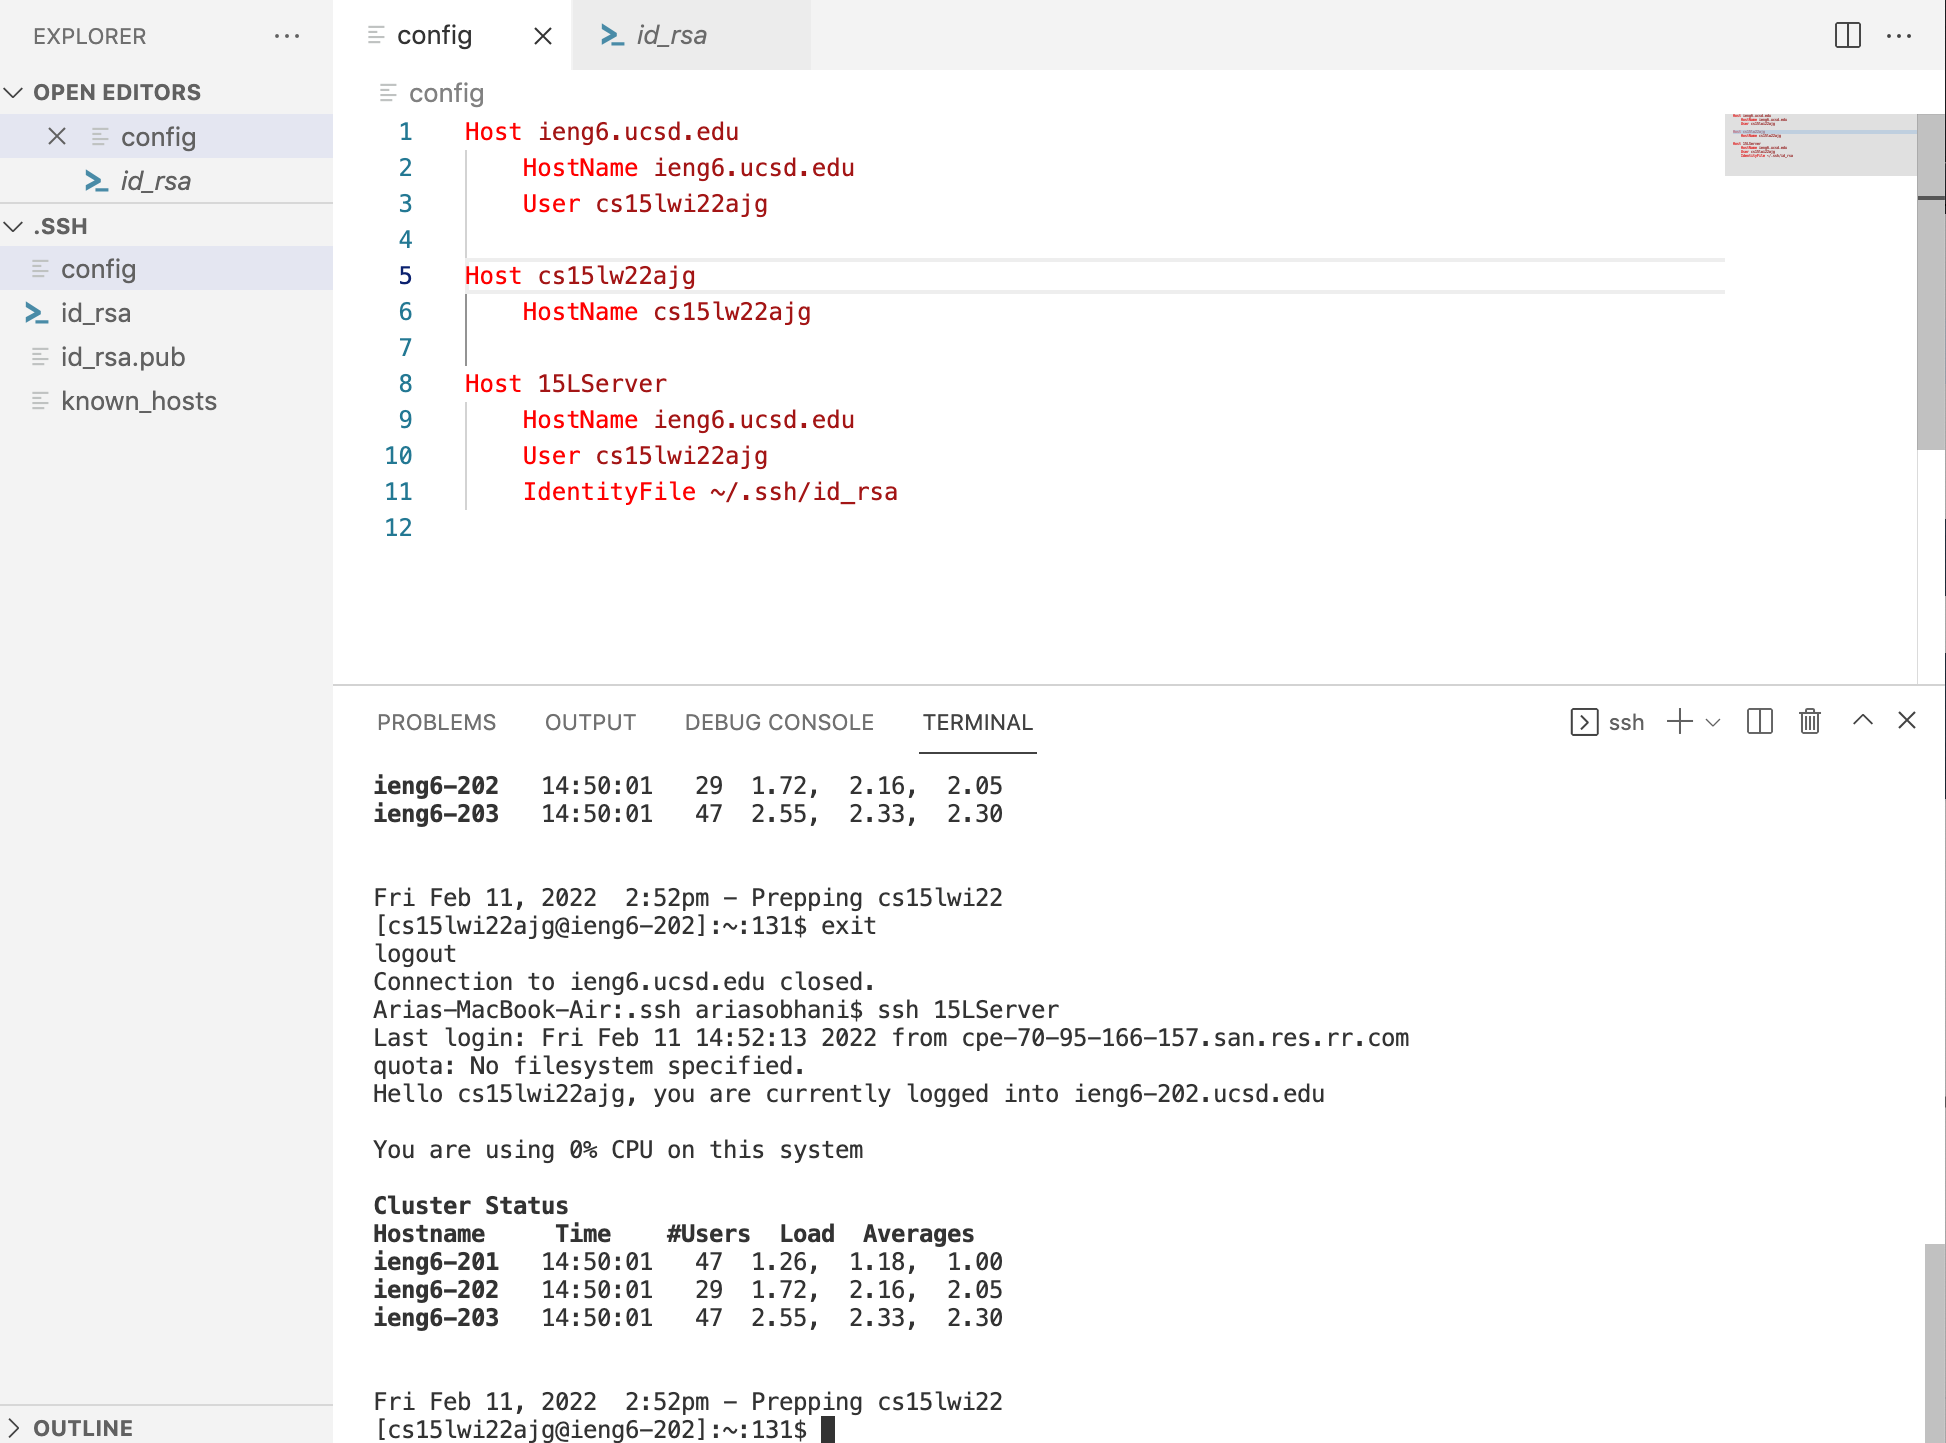 EXPLORER
OPEN EDITORS
config
id_rsa
.SSH
config
id_rsa
id_rsa.pub
known_hosts
OUTLINE
config
id_rsa
config
1 Host ieng6.ucsd.edu
2 HostName ieng6.ucsd.edu
3 User cs15lwi22ajg
4
5 Host cs15lw22ajg
6 HostName cs15lw22ajg
7
8 Host 15LServer
9 HostName ieng6.ucsd.edu
10 User cs15lwi22ajg
11 IdentityFile ~/.ssh/id_rsa
12
PROBLEMS OUTPUT DEBUG CONSOLE TERMINAL ssh
ieng6-202 14:50:01 29 1.72, 2.16, 2.05
ieng6-203 14:50:01 47 2.55, 2.33, 2.30
Fri Feb 11, 2022 2:52pm - Prepping cs15lwi22
[cs15lwi22ajg@ieng6-202]:~:131$ exit
logout
Connection to ieng6.ucsd.edu closed.
Arias-MacBook-Air:.ssh ariasobhani$ ssh 15LServer
Last login: Fri Feb 11 14:52:13 2022 from cpe-70-95-166-157.san.res.rr.com
quota: No filesystem specified.
Hello cs15lwi22ajg, you are currently logged into ieng6-202.ucsd.edu
You are using 0% CPU on this system
Cluster Status
Hostname Time #Users Load Averages
ieng6-201 14:50:01 47 1.26, 1.18, 1.00
ieng6-202 14:50:01 29 1.72, 2.16, 2.05
ieng6-203 14:50:01 47 2.55, 2.33, 2.30
Fri Feb 11, 2022 2:52pm - Prepping cs15lwi22
[cs15lwi22ajg@ieng6-202]:~:131$